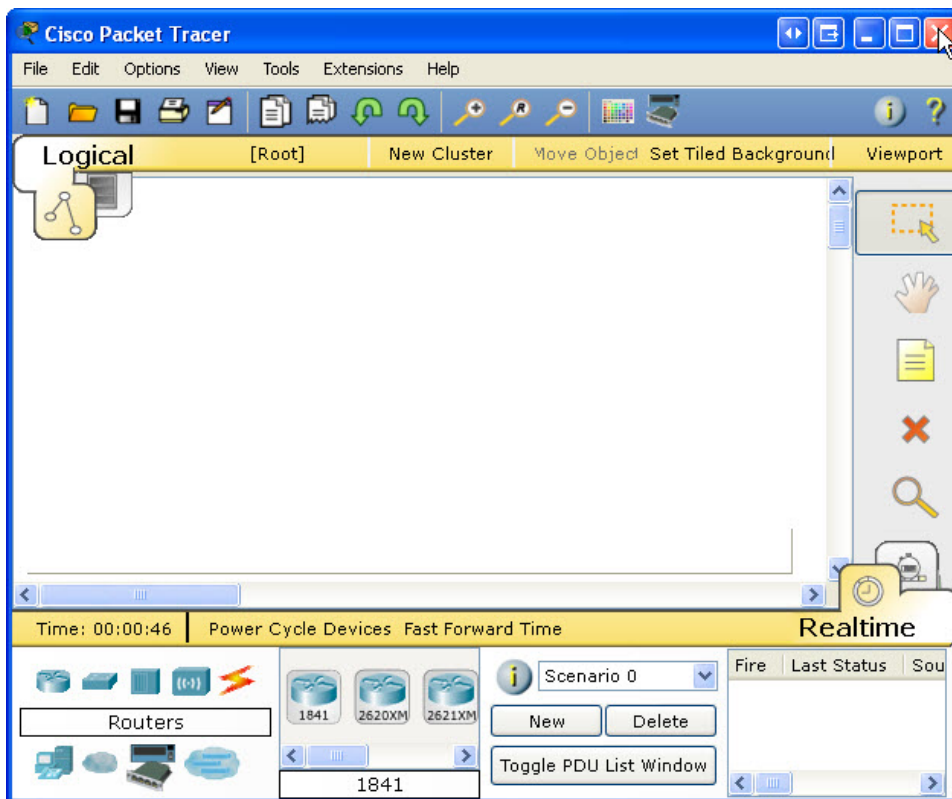 Cisco Packet Tracer
File Edit Options View Tools Extensions Help
Logical [Root] New Cluster Move Object Set Tiled Background Viewport
Time: 00:00:46 Power Cycle Devices Fast Forward Time Realtime
Fire Last Status Sou
Scenario 0
1841 2620XM 2621XM
Routers New Delete
Toggle PDU List Window
1841